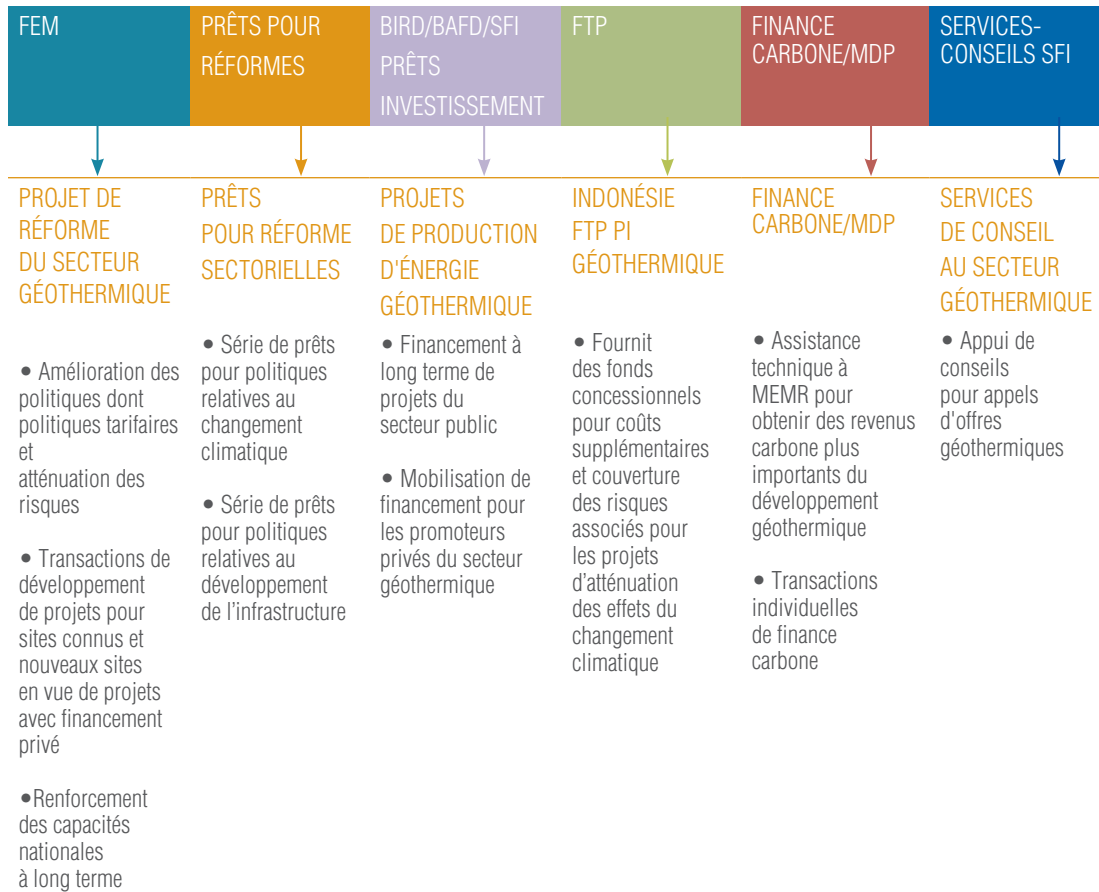 FEM
PRÊTS POUR
RÉFORMES
BIRD/BAFD/SFI
PRÊTS
INVESTISSEMENT
FTP
FINANCE
CARBONE/MDP
SERVICES-
CONSEILS SFI
PROJET DE
RÉFORME
DU SECTEUR
GÉOTHERMIQUE
• Amélioration des
politiques dont
politiques tarifaires
et
atténuation des
risques
• Transactions de
développement
de projets pour
sites connus et
nouveaux sites
en vue de projets
avec financement
privé
•Renforcement
des capacités
nationales
à long terme
PRÊTS
POUR RÉFORME
SECTORIELLES
• Série de prêts
pour politiques
relatives au
changement
climatique
• Série de prêts
pour politiques
relatives au
développement
de l’infrastructure
PROJETS
DE PRODUCTION
D'ÉNERGIE
GÉOTHERMIQUE
• Financement à
long terme de
projets du
secteur public
• Mobilisation de
financement pour
les promoteurs
privés du secteur
géothermique
INDONÉSIE
FTP PI
GÉOTHERMIQUE
• Fournit
des fonds
concessionnels
pour coûts
supplémentaires
et couverture
des risques
associés pour
les projets
d’atténuation
des effets du
changement
climatique
FINANCE
CARBONE/MDP
• Assistance
technique à
MEMR pour
obtenir des revenus
carbone plus
importants du
développement
géothermique
• Transactions
individuelles
de finance
carbone
SERVICES
DE CONSEIL
AU SECTEUR
GÉOTHERMIQUE
• Appui de
conseils
pour appels
d'offres
géothermiques